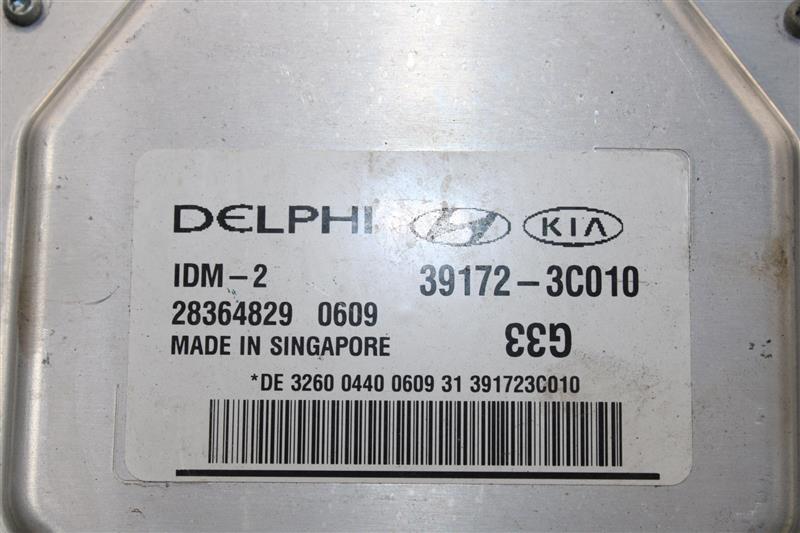 DELPHI KIA
IDM-2 39172-3C010
28364829 0609
G33
MADE IN SINGAPORE
*DE 3260 0440 0609 31 391723C010